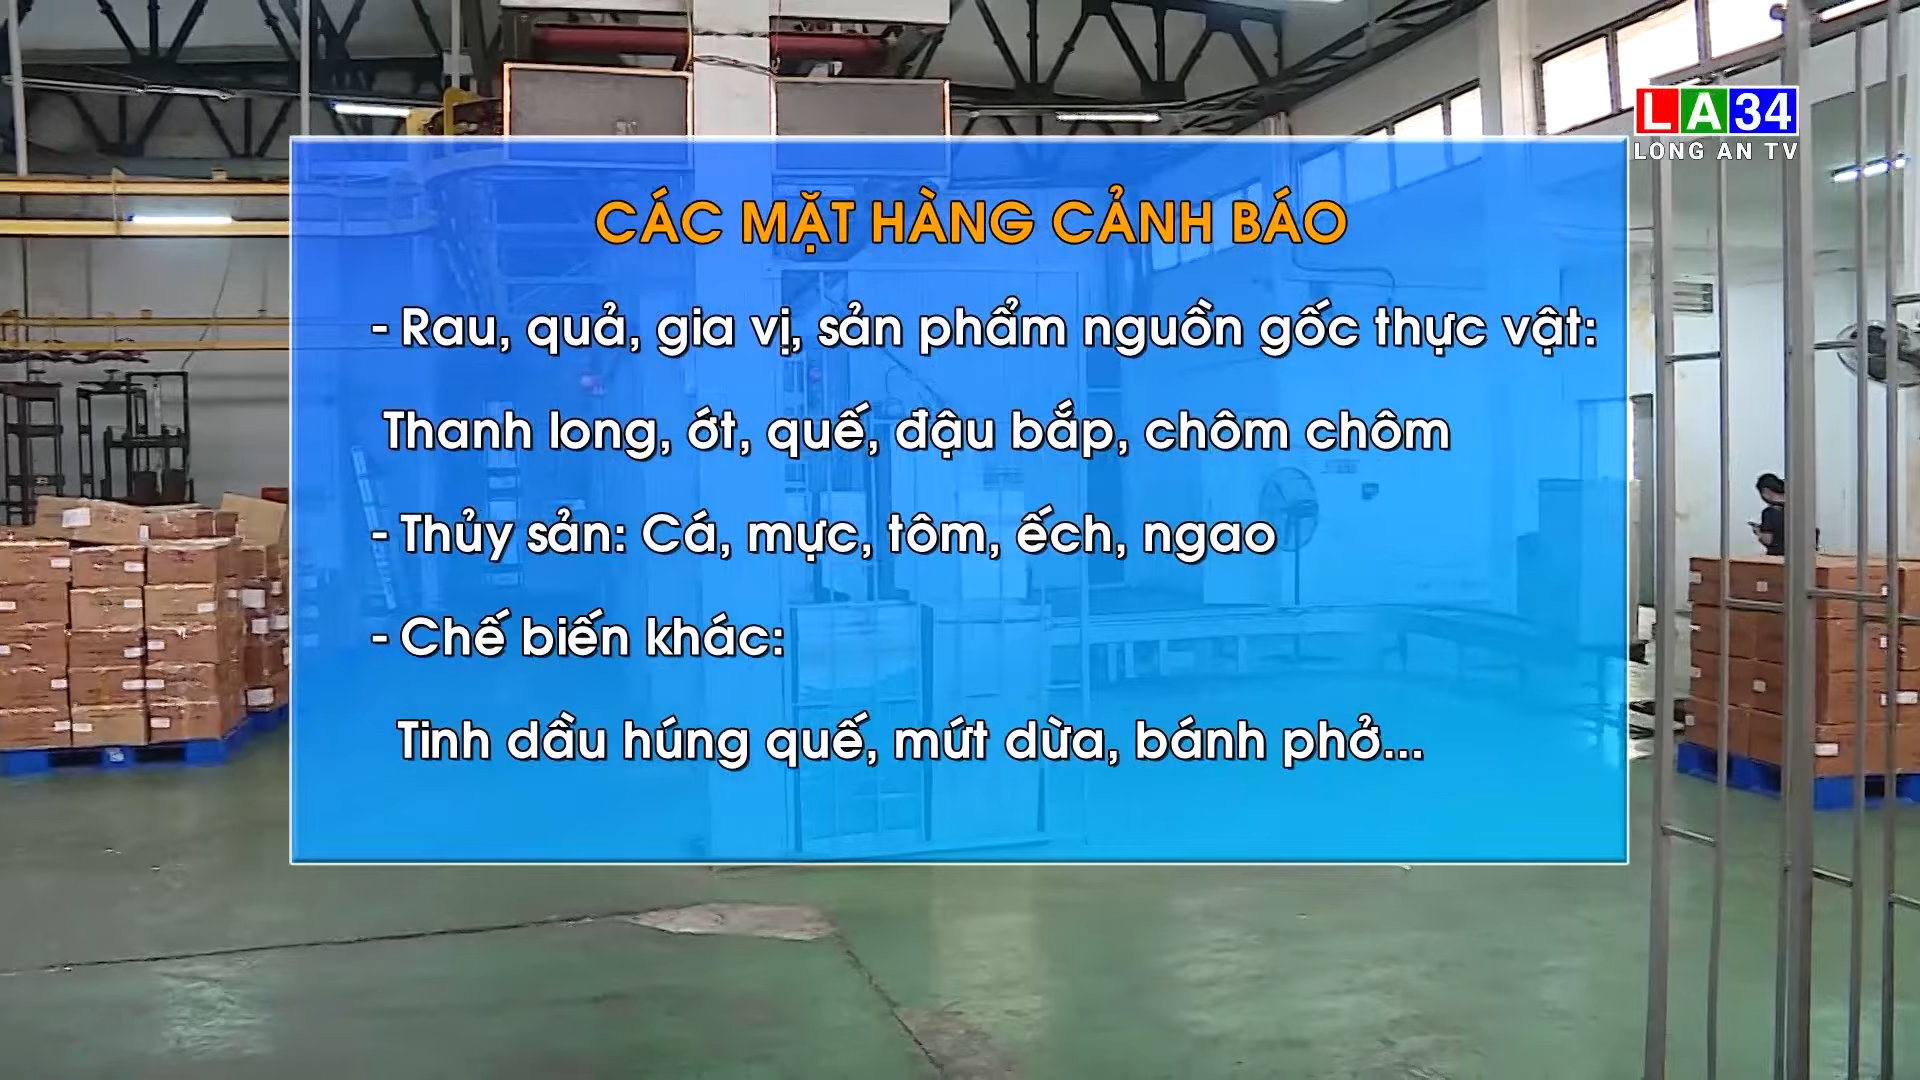 LA34
LONG AN TV
CÁC MẶT HÀNG CẢNH BÁO
- Rau, quả, gia vị, sản phẩm nguồn gốc thực vật:
Thanh long, ớt, quế, đậu bắp, chôm chôm
- Thủy sản: Cá, mực, tôm, ếch, ngao
- Chế biến khác:
Tinh dầu húng quế, mứt dừa, bánh phở...